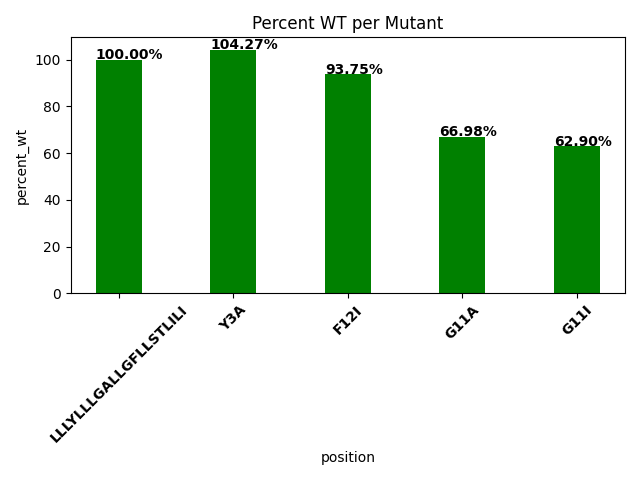 Percent WT per Mutant
percent_wt
100
80
60
40
20
0
100.00%
104.27%
93.75%
66.98%
62.90%
LLLYLLLGALLGFLLSTLILI
Y3A
F12I
G11A
G11I
position